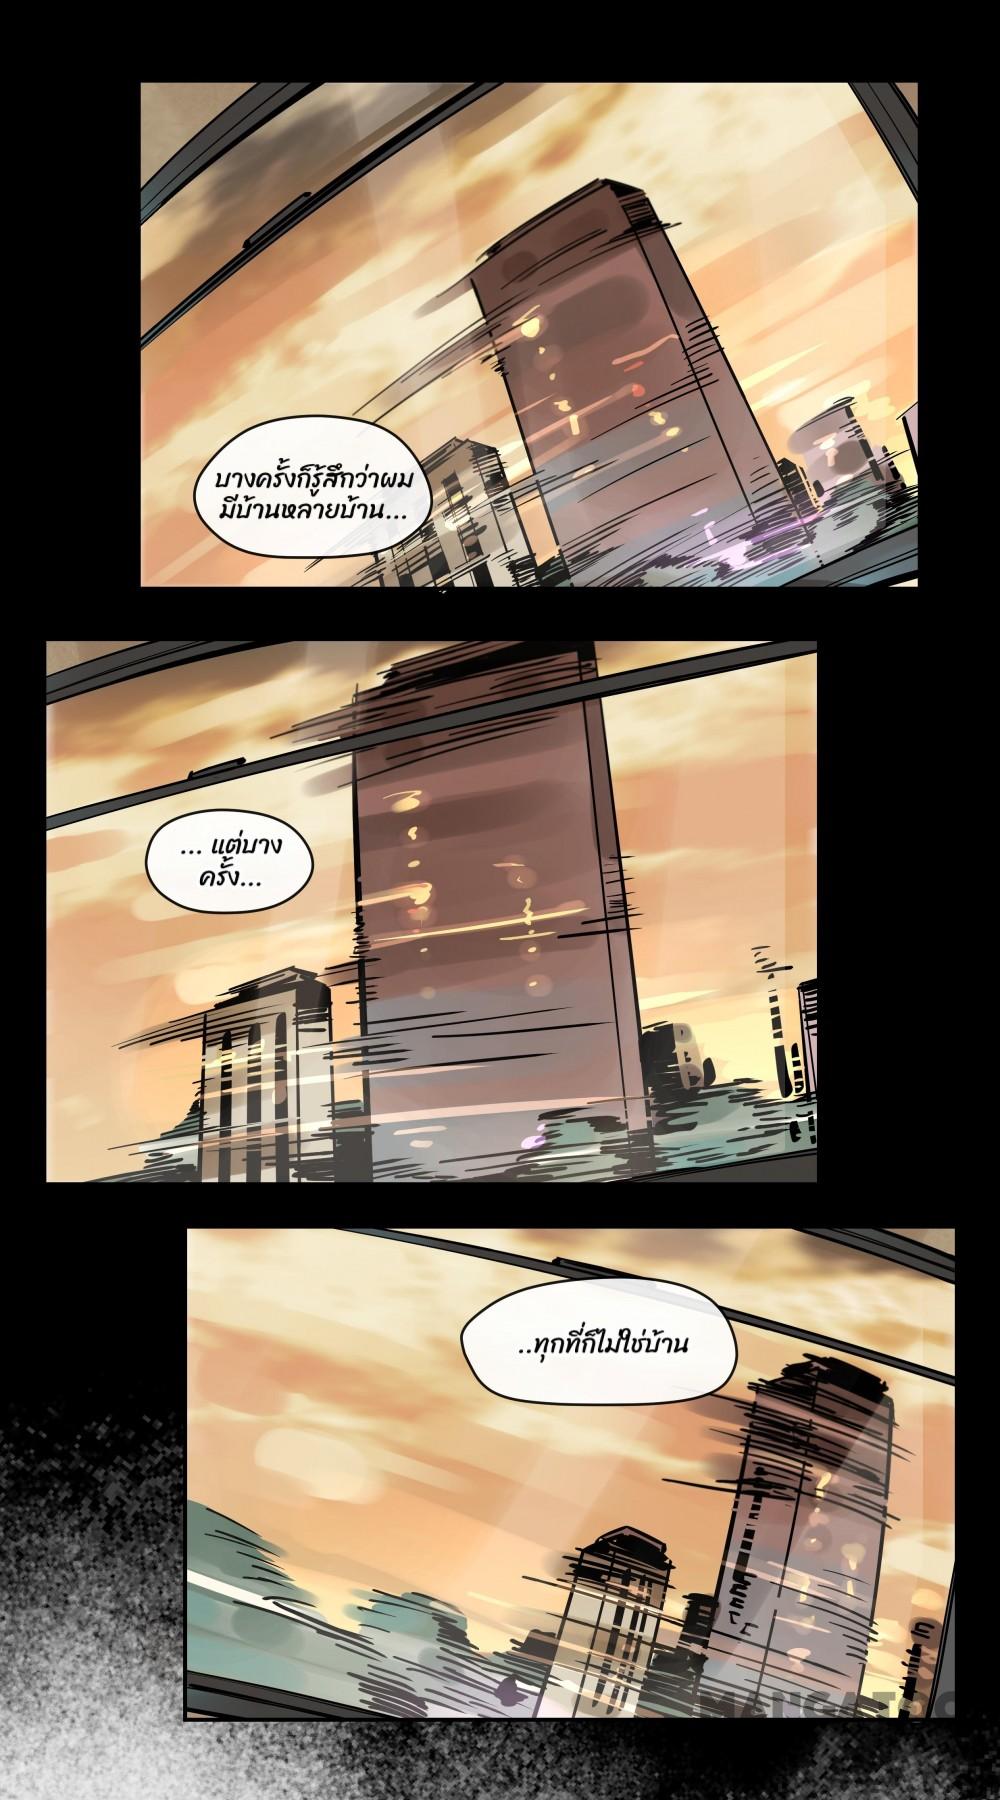 บางครั้งก็รู้สึกว่าผม
มีบ้านหลายบ้าน...
... แต่บาง
ครั้ง...
..ทุกที่ก็ไม่ใช่บ้าน
MANGATOON